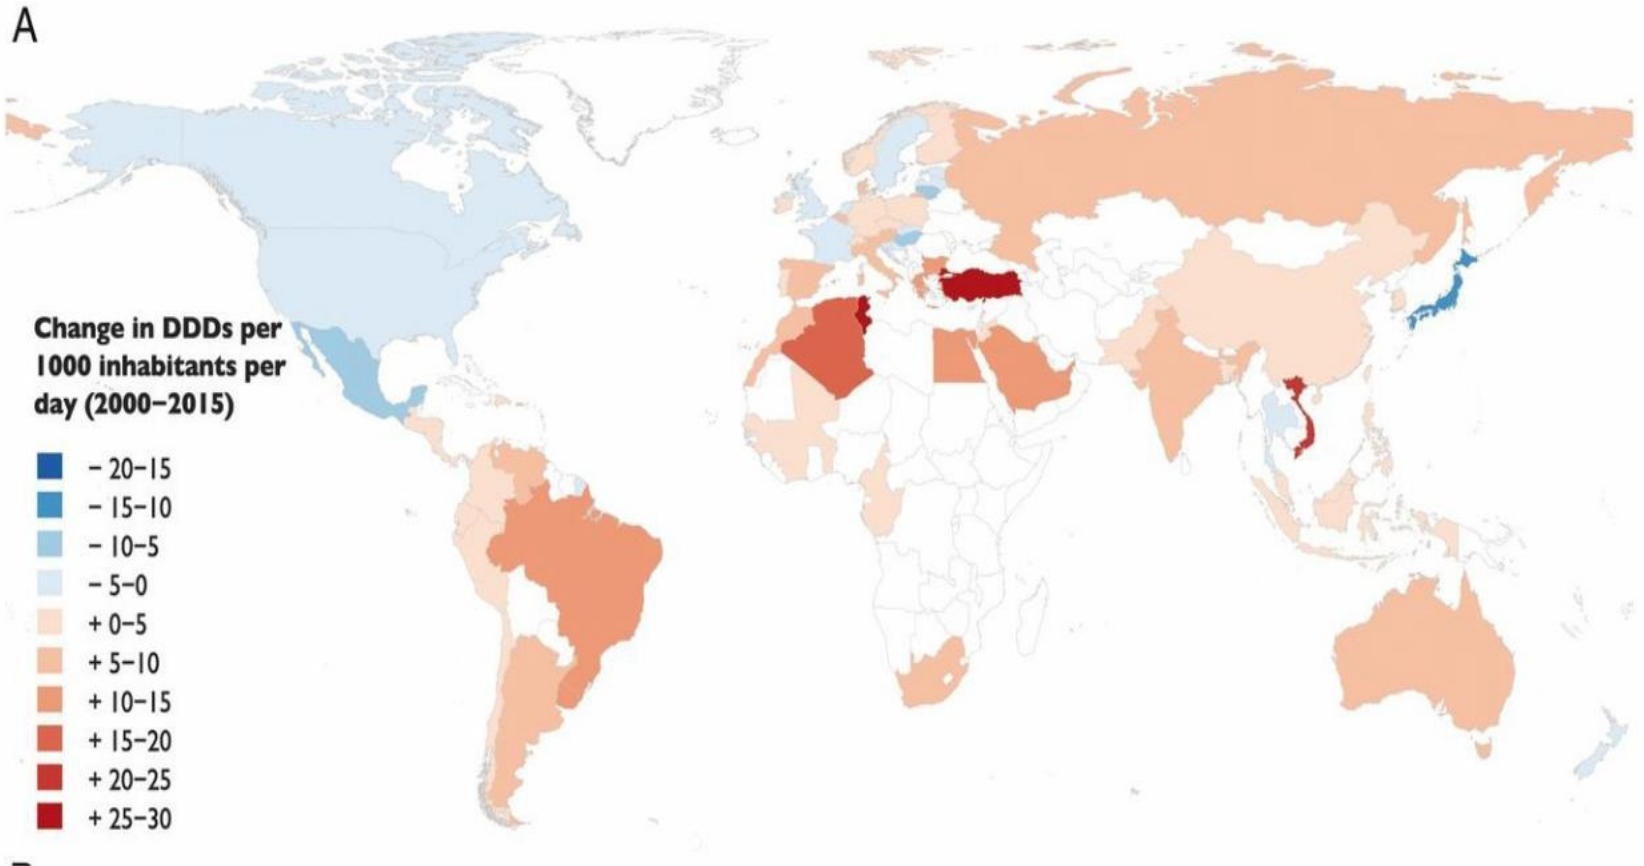 A
Change in DDDs per
1000 inhabitants per
day (2000–2015)
− 20–15
− 15–10
− 10–5
− 5–0
+ 0–5
+ 5–10
+ 10–15
+ 15–20
+ 20–25
+ 25–30